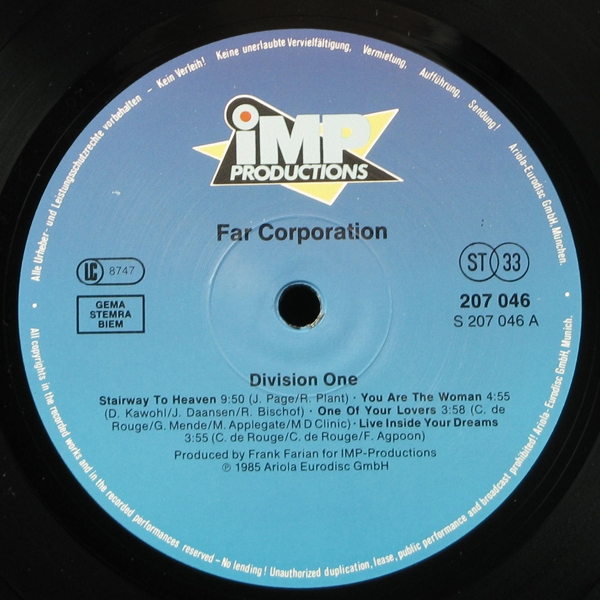 Alle Urheber- und Leistungsschutzrechte vorbehalten – Kein Verleih! Keine unerlaubte Vervielfältigung, Vermietung, Aufführung, Sendung! Ariola-Eurodisc GmbH, München.
iMP
PRODUCTIONS
Far Corporation
LC 8747
ST 33
GEMA
STEMRA
BIEM
207 046
S 207 046 A
Division One
Stairway To Heaven 9:50 (J. Page/R. Plant) · You Are The Woman 4:55
(D. Kawohl/J. Daansen/R. Bischof) · One Of Your Lovers 3:58 (C. de
Rouge/G. Mende/M. Applegate/M D Clinic) · Live Inside Your Dreams
3:55 (C. de Rouge/C. de Rouge/F. Agpoon)
Produced by Frank Farian for IMP-Productions
℗ 1985 Ariola Eurodisc GmbH
All copyrights in the recorded works and in the recorded performances reserved – No lending! Unauthorized duplication, lease, public performance and broadcast prohibited! Ariola-Eurodisc GmbH, Munich.